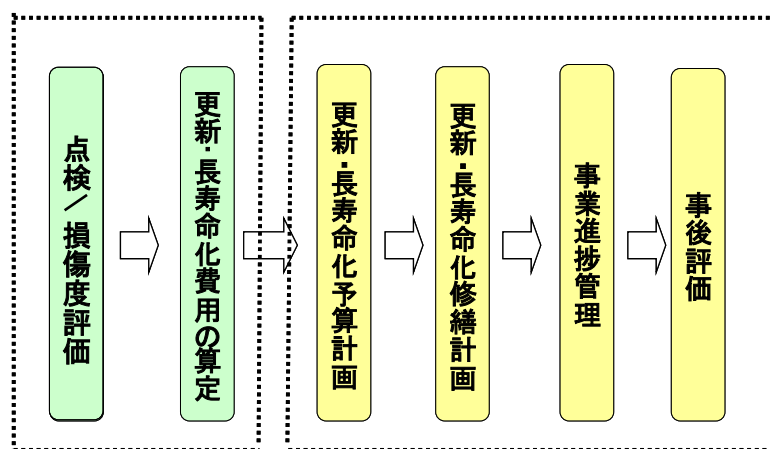 点検／損傷度評価
更新・長寿命化費用の算定
更新・長寿命化予算計画
更新・長寿命化修繕計画
事業進捗管理
事後評価